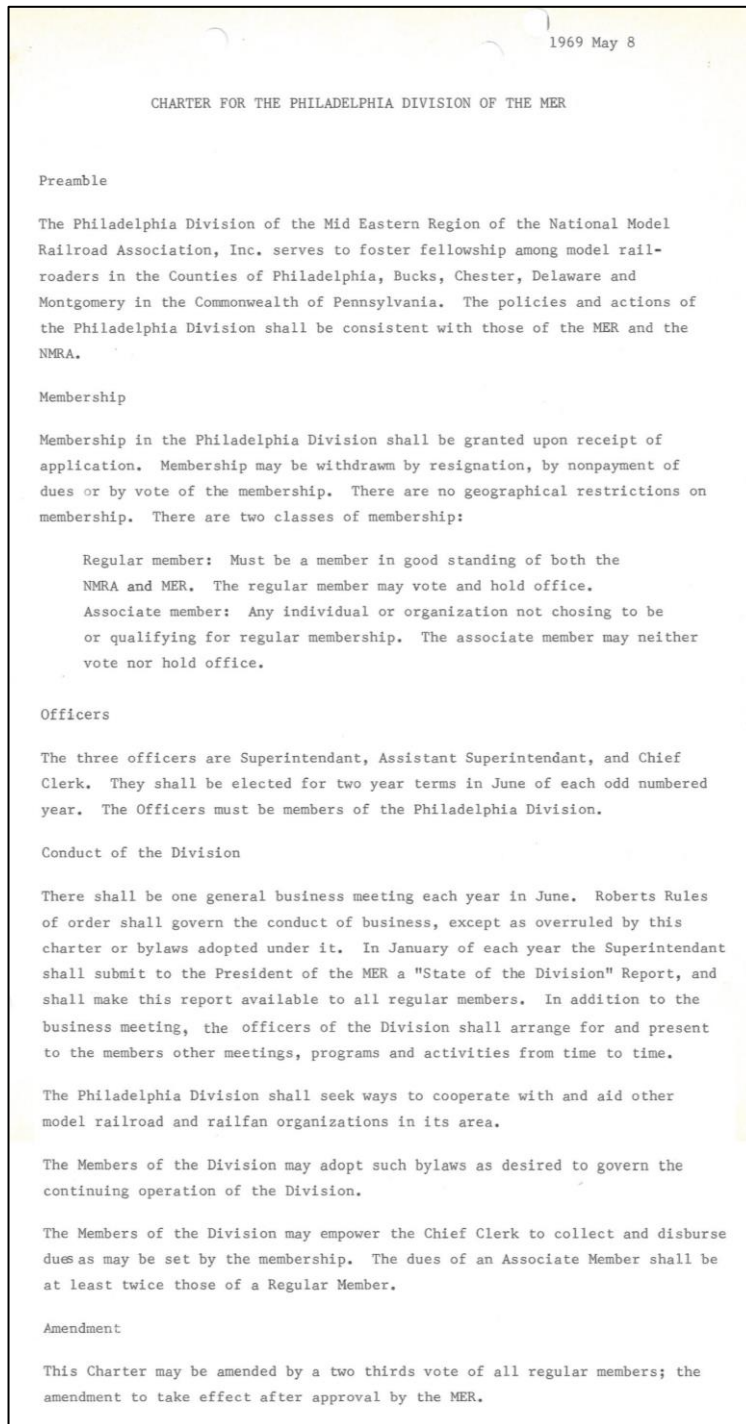 1969 May 8
CHARTER FOR THE PHILADELPHIA DIVISION OF THE MER
Preamble
The Philadelphia Division of the Mid Eastern Region of the National Model
Railroad Association, Inc. serves to foster fellowship among model rail-
roaders in the Counties of Philadelphia, Bucks, Chester, Delaware and
Montgomery in the Commonwealth of Pennsylvania.  The policies and actions of
the Philadelphia Division shall be consistent with those of the MER and the
NMRA.
Membership
Membership in the Philadelphia Division shall be granted upon receipt of
application.  Membership may be withdrawm by resignation, by nonpayment of
dues or by vote of the membership.  There are no geographical restrictions on
membership.  There are two classes of membership:
Regular member:  Must be a member in good standing of both the
NMRA and MER.  The regular member may vote and hold office.
Associate member:  Any individual or organization not chosing to be
or qualifying for regular membership.  The associate member may neither
vote nor hold office.
Officers
The three officers are Superintendant, Assistant Superintendant, and Chief
Clerk.  They shall be elected for two year terms in June of each odd numbered
year.  The Officers must be members of the Philadelphia Division.
Conduct of the Division
There shall be one general business meeting each year in June.  Roberts Rules
of order shall govern the conduct of business, except as overruled by this
charter or bylaws adopted under it.  In January of each year the Superintendant
shall submit to the President of the MER a "State of the Division" Report, and
shall make this report available to all regular members.  In addition to the
business meeting, the officers of the Division shall arrange for and present
to the members other meetings, programs and activities from time to time.
The Philadelphia Division shall seek ways to cooperate with and aid other
model railroad and railfan organizations in its area.
The Members of the Division may adopt such bylaws as desired to govern the
continuing operation of the Division.
The Members of the Division may empower the Chief Clerk to collect and disburse
dues as may be set by the membership.  The dues of an Associate Member shall be
at least twice those of a Regular Member.
Amendment
This Charter may be amended by a two thirds vote of all regular members; the
amendment to take effect after approval by the MER.